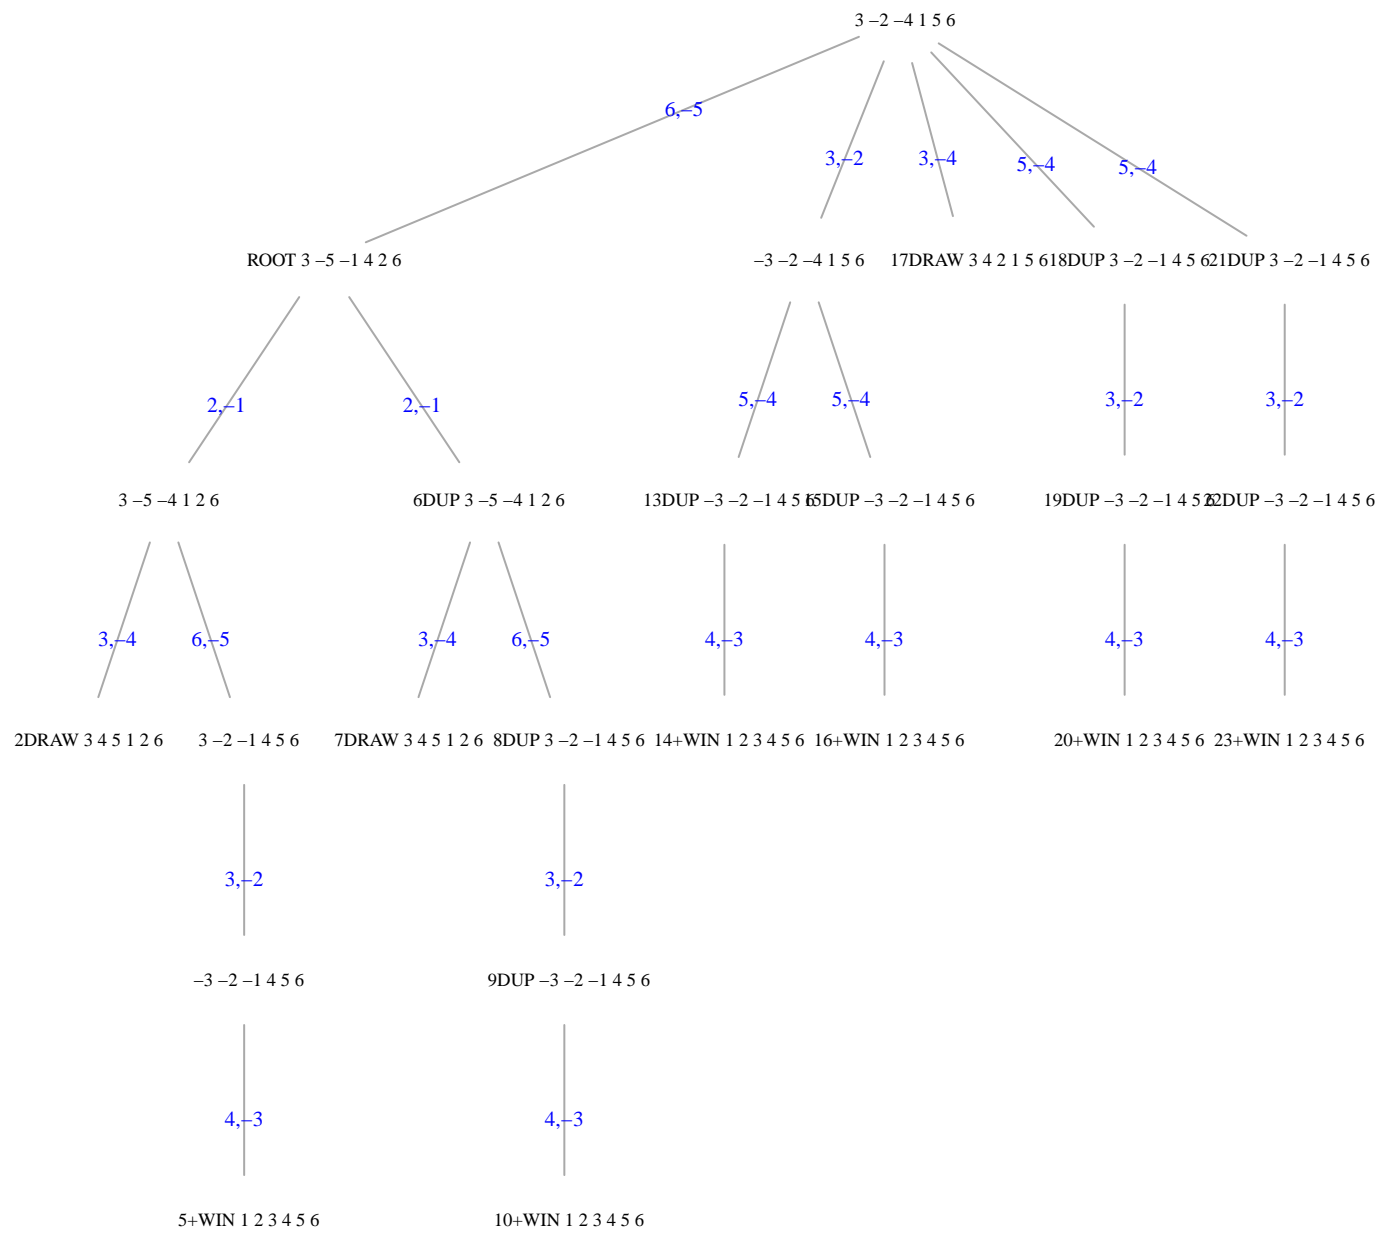 3 –2 –4 1 5 6
6,–5
3,–2
3,–4
5,–4
5,–4
ROOT 3 –5 –1 4 2 6
–3 –2 –4 1 5 6
17DRAW 3 4 2 1 5 6
18DUP 3 –2 –1 4 5 6
21DUP 3 –2 –1 4 5 6
2,–1
2,–1
5,–4
5,–4
3,–2
3,–2
3 –5 –4 1 2 6
6DUP 3 –5 –4 1 2 6
13DUP –3 –2 –1 4 5 6
15DUP –3 –2 –1 4 5 6
19DUP –3 –2 –1 4 5 6
22DUP –3 –2 –1 4 5 6
3,–4
6,–5
3,–4
6,–5
4,–3
4,–3
4,–3
4,–3
2DRAW 3 4 5 1 2 6
3 –2 –1 4 5 6
7DRAW 3 4 5 1 2 6
8DUP 3 –2 –1 4 5 6
14+WIN 1 2 3 4 5 6
16+WIN 1 2 3 4 5 6
20+WIN 1 2 3 4 5 6
23+WIN 1 2 3 4 5 6
3,–2
3,–2
–3 –2 –1 4 5 6
9DUP –3 –2 –1 4 5 6
4,–3
4,–3
5+WIN 1 2 3 4 5 6
10+WIN 1 2 3 4 5 6